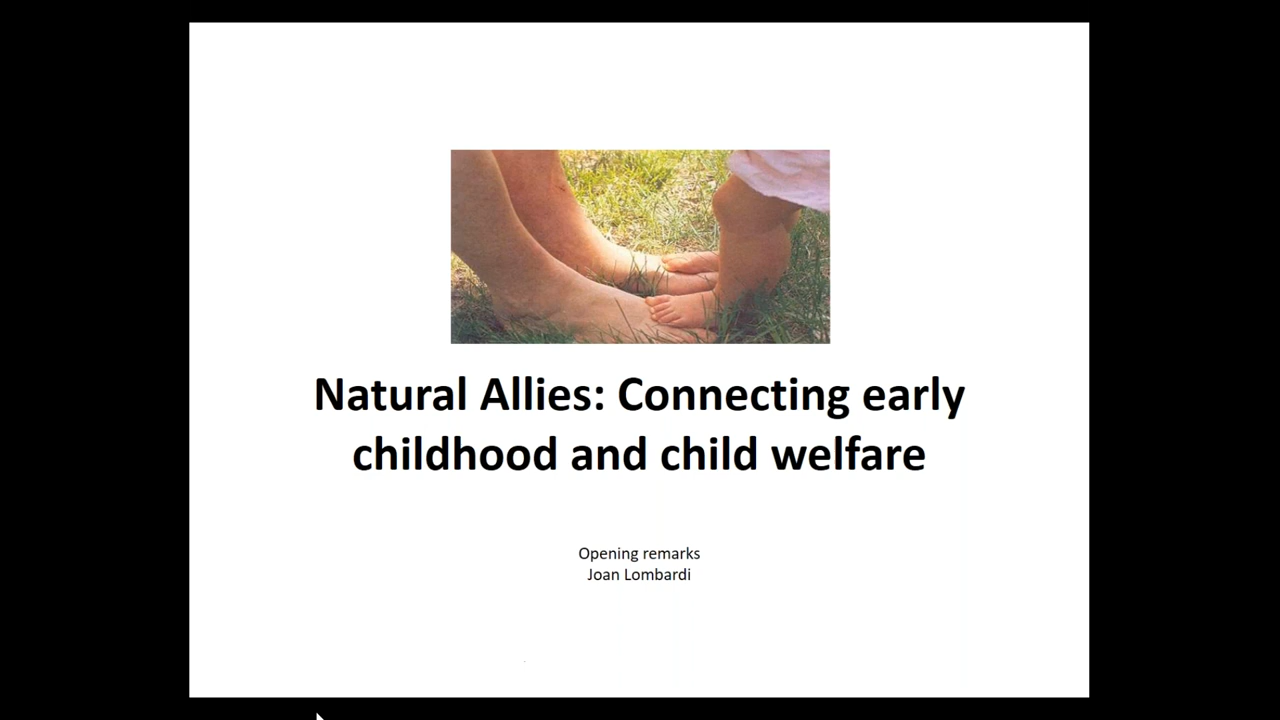 Natural Allies: Connecting early
childhood and child welfare
Opening remarks
Joan Lombardi